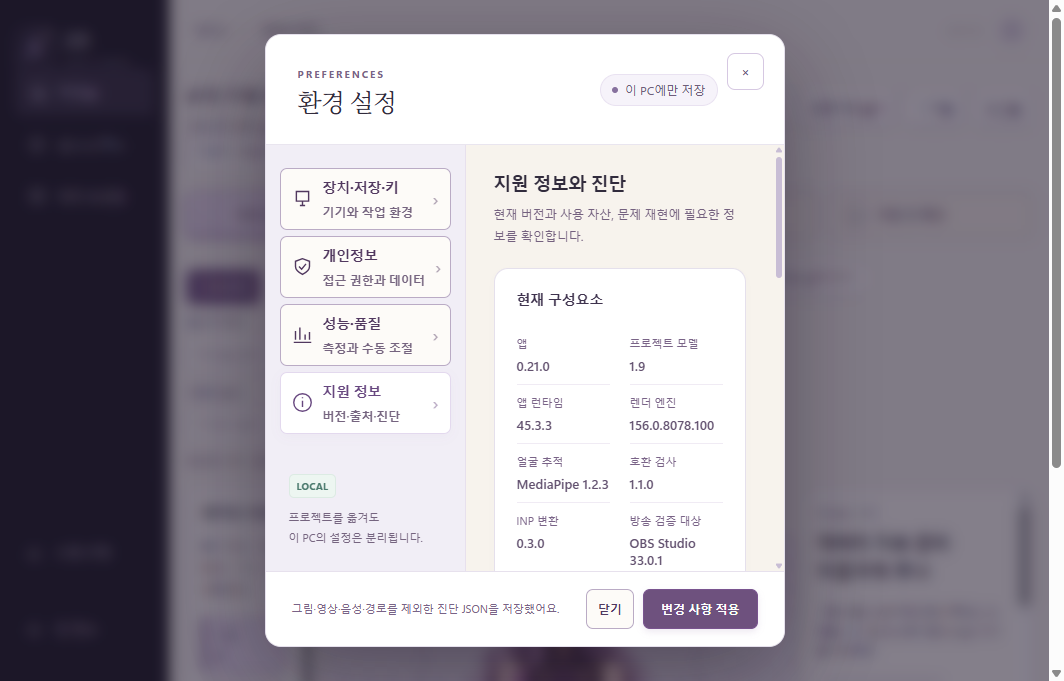 PREFERENCES
환경 설정
이 PC에만 저장
×
장치·저장·키
기기와 작업 환경
개인정보
접근 권한과 데이터
성능·품질
측정과 수동 조절
지원 정보
버전·출처·진단
LOCAL
프로젝트를 옮겨도
이 PC의 설정은 분리됩니다.
지원 정보와 진단
현재 버전과 사용 자산, 문제 재현에 필요한 정
보를 확인합니다.
현재 구성요소
앱
0.21.0
프로젝트 모델
1.9
앱 런타임
45.3.3
렌더 엔진
156.0.8078.100
얼굴 추적
MediaPipe 1.2.3
호환 검사
1.1.0
INP 변환
0.3.0
방송 검증 대상
OBS Studio
33.0.1
그림·영상·음성·경로를 제외한 진단 JSON을 저장했어요.
닫기
변경 사항 적용